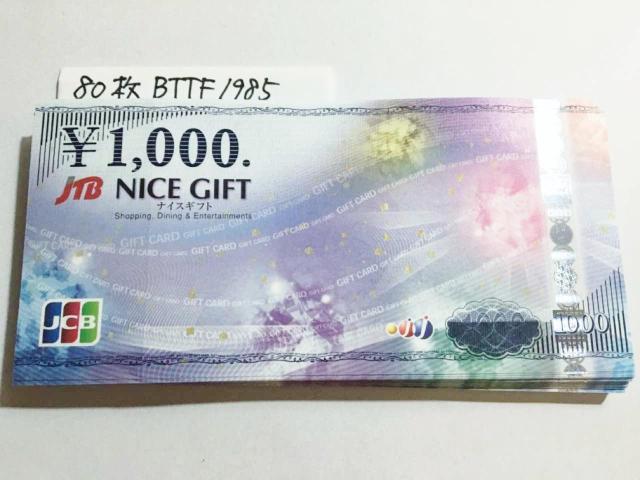 80枚 BTTF1985
¥1,000.
JTB NICE GIFT
ナイスギフト
Shopping, Dining & Entertainments
GIFT CARD
JCB
1000